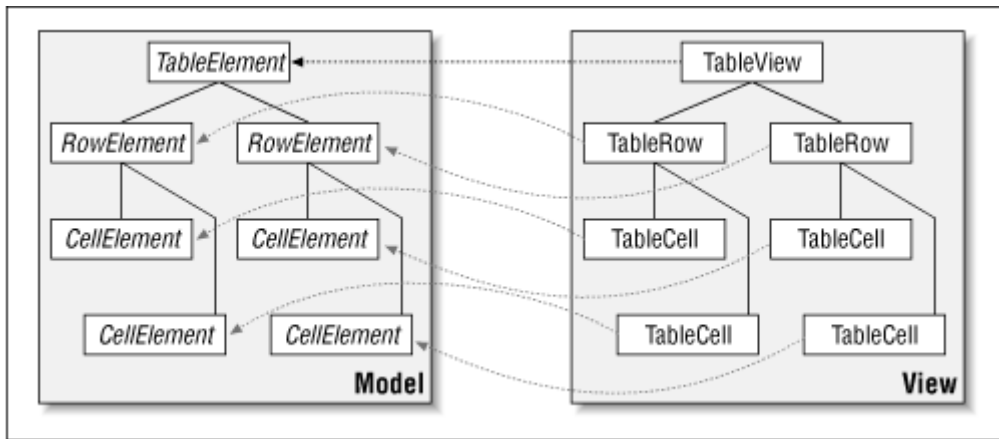 TableElement
TableView
RowElement
RowElement
TableRow
TableRow
CellElement
CellElement
TableCell
TableCell
CellElement
CellElement
TableCell
TableCell
Model
View